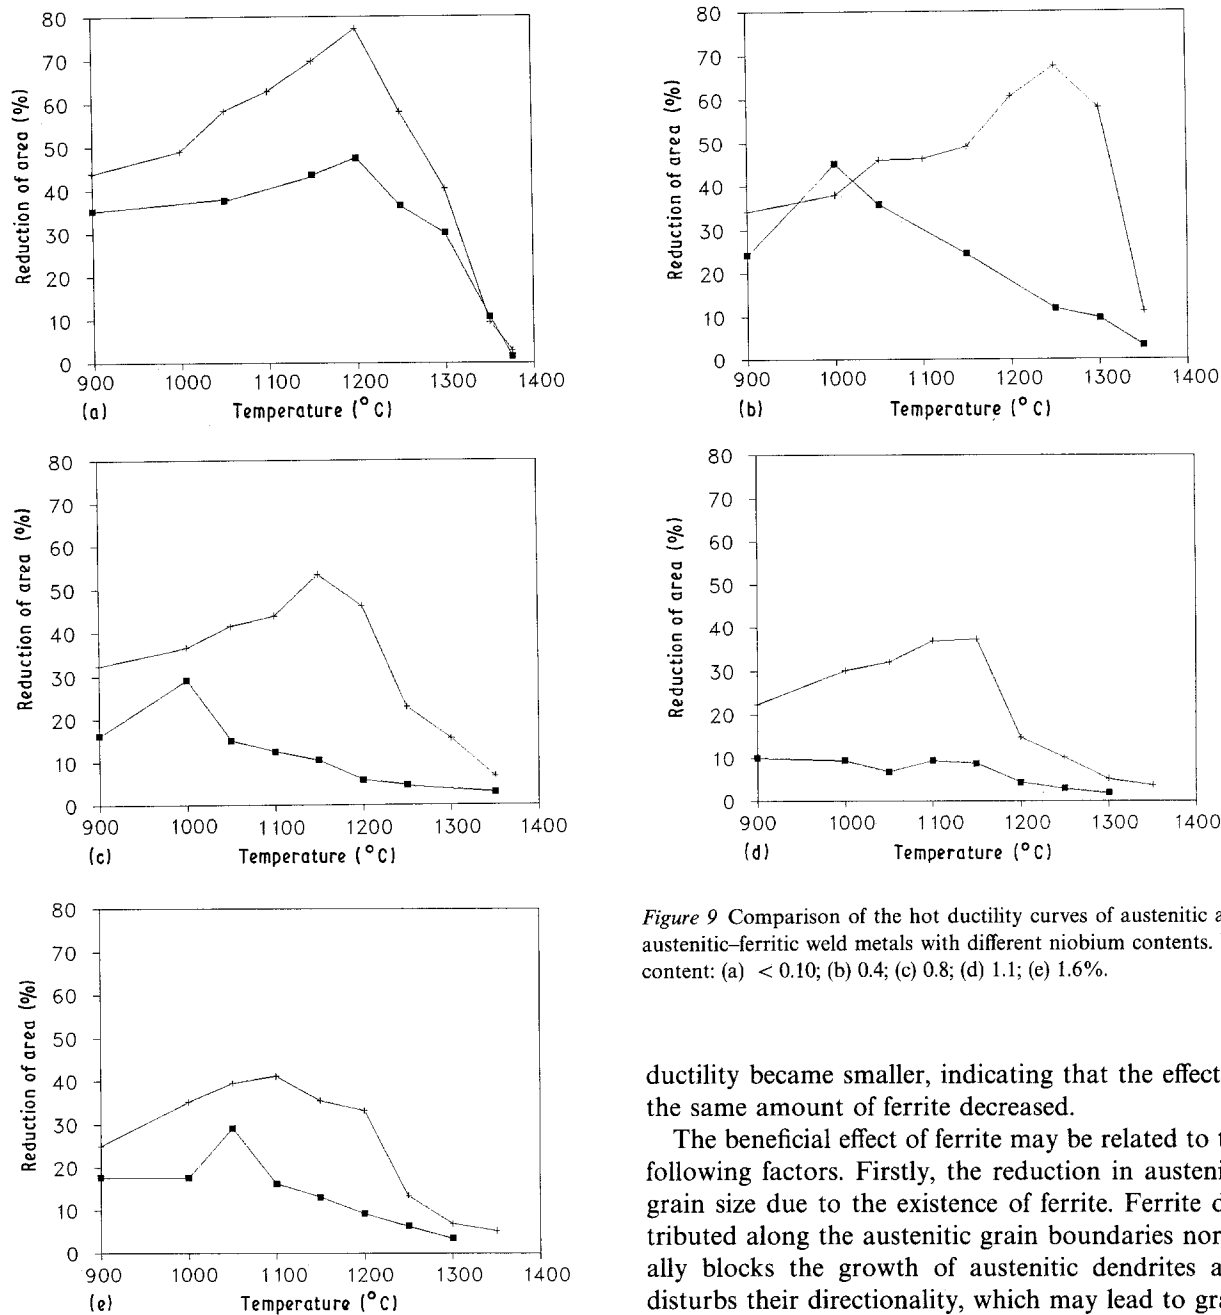 80
70
60
50
40
30
20
10
0
Reduction of area (%)
900 1000 1100 1200 1300 1400
(a) Temperature (°C)
80
70
60
50
40
30
20
10
0
Reduction of area (%)
900 1000 1100 1200 1300 1400
(b) Temperature (°C)
80
70
60
50
40
30
20
10
0
Reduction of area (%)
900 1000 1100 1200 1300 1400
(c) Temperature (°C)
80
70
60
50
40
30
20
10
0
Reduction of area (%)
900 1000 1100 1200 1300 1400
(d) Temperature (°C)
80
70
60
50
40
30
20
10
0
Reduction of area (%)
900 1000 1100 1200 1300 1400
(e) Temperature (°C)
Figure 9 Comparison of the hot ductility curves of austenitic
austenitic–ferritic weld metals with different niobium contents.
content: (a) < 0.10; (b) 0.4; (c) 0.8; (d) 1.1; (e) 1.6%.
ductility became smaller, indicating that the effect
the same amount of ferrite decreased.
The beneficial effect of ferrite may be related to
following factors. Firstly, the reduction in
grain size due to the existence of ferrite. Ferrite
tributed along the austenitic grain boundaries
ally blocks the growth of austenitic dendrites
disturbs their directionality, which may lead to